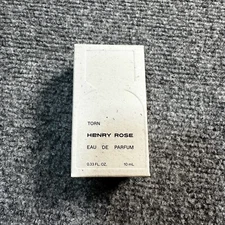 TORN
HENRY ROSE
EAU DE PARFUM
0.33 FL. OZ. 10 mL